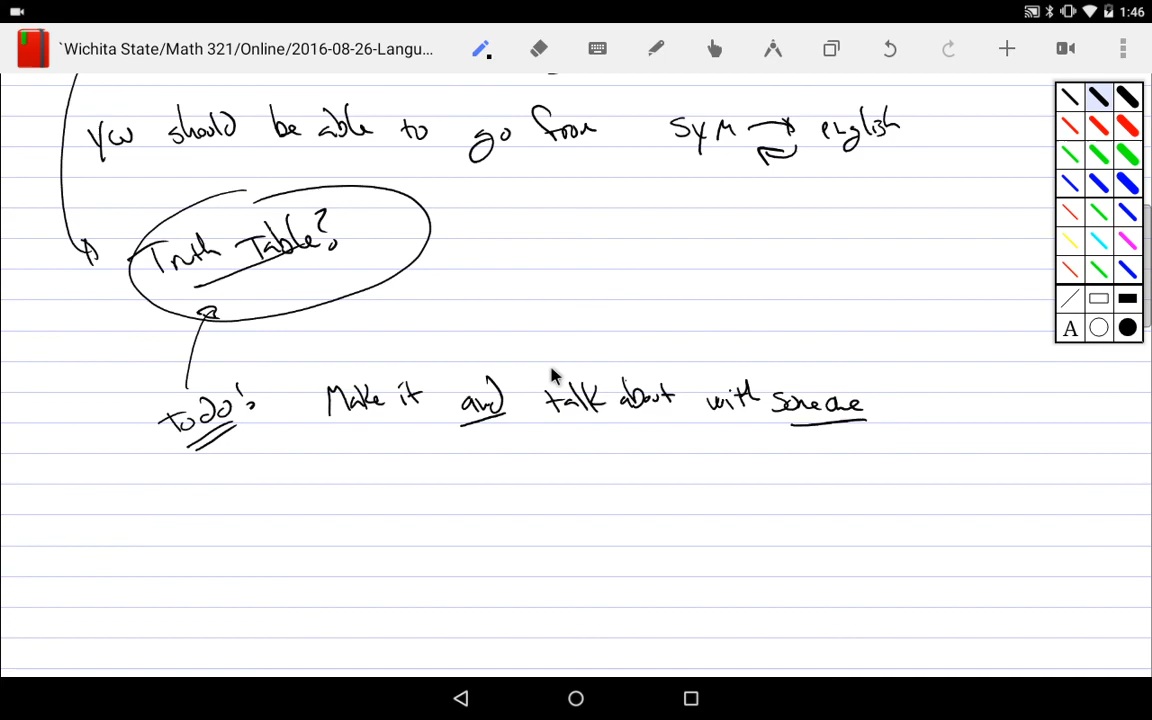 1:46
`Wichita State/Math 321/Online/2016-08-26-Langu...
you should be able to go from SYM english
Truth Table?
todo: Make it and talk about with someone
A